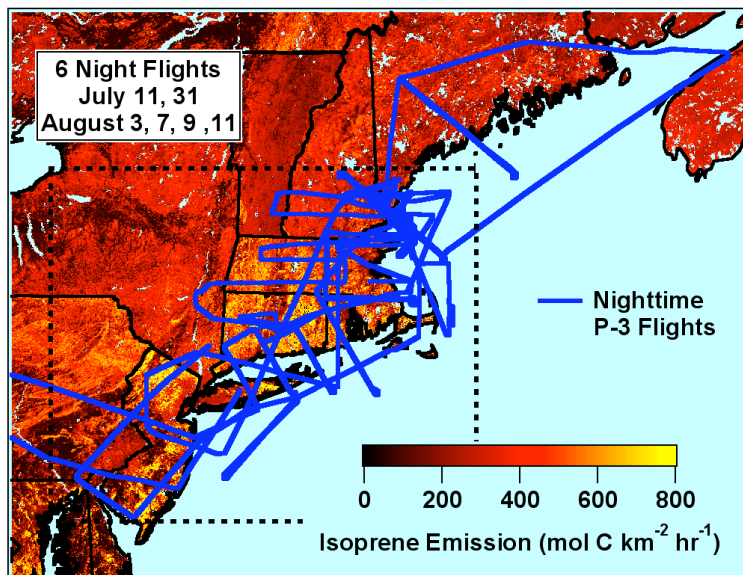 6 Night Flights
July 11, 31
August 3, 7, 9 ,11
Nighttime
P-3 Flights
0 200 400 600 800
Isoprene Emission (mol C km⁻² hr⁻¹)